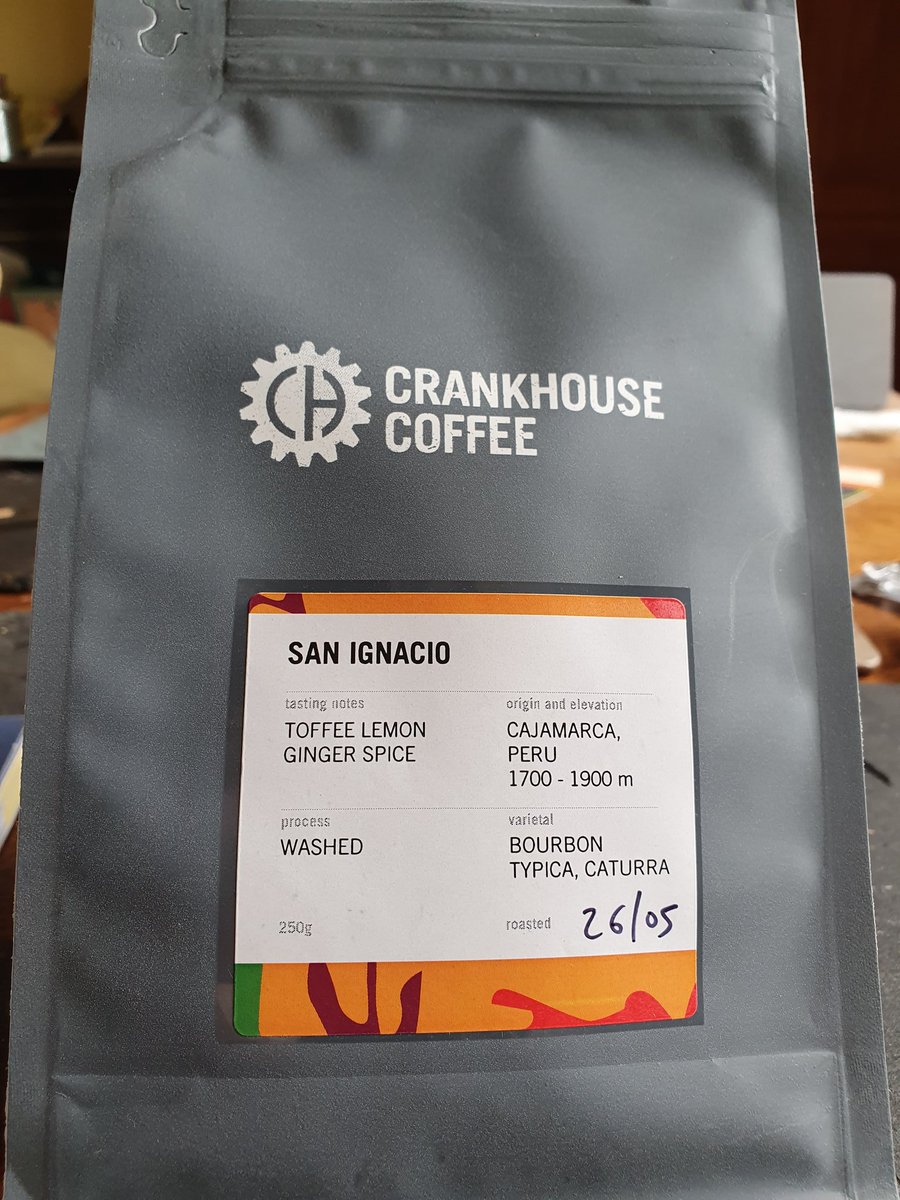 CH
CRANKHOUSE
COFFEE
SAN IGNACIO
tasting notes
TOFFEE LEMON
GINGER SPICE
origin and elevation
CAJAMARCA,
PERU
1700 - 1900 m
process
WASHED
varietal
BOURBON
TYPICA, CATURRA
250g
roasted 26/05